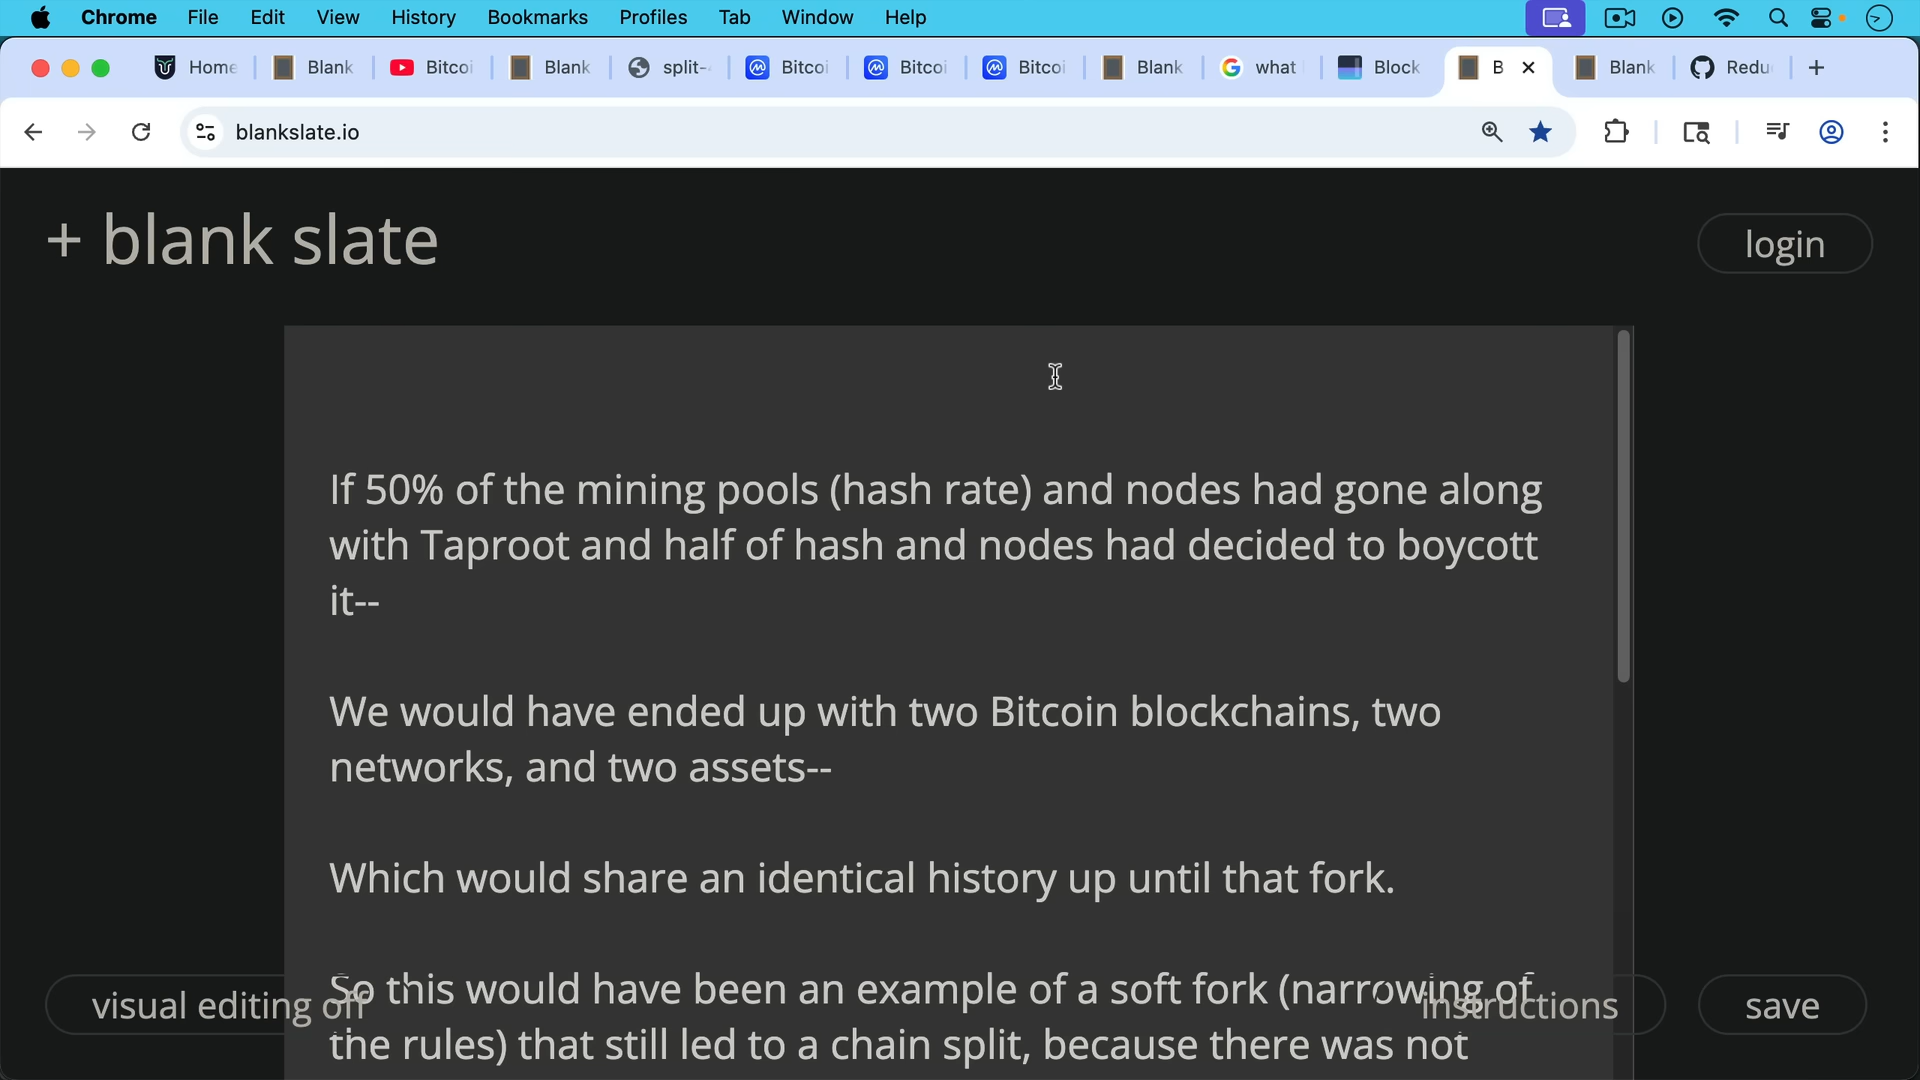 Chrome File Edit View History Bookmarks Profiles Tab Window Help
Home Blank Bitcoi Blank split- Bitcoi Bitcoi Bitcoi Blank what Block B Blank Redu
blankslate.io
+ blank slate
login
If 50% of the mining pools (hash rate) and nodes had gone along
with Taproot and half of hash and nodes had decided to boycott
it--
We would have ended up with two Bitcoin blockchains, two
networks, and two assets--
Which would share an identical history up until that fork.
So this would have been an example of a soft fork (narrowing of
visual editing off
instructions
save
the rules) that still led to a chain split, because there was not